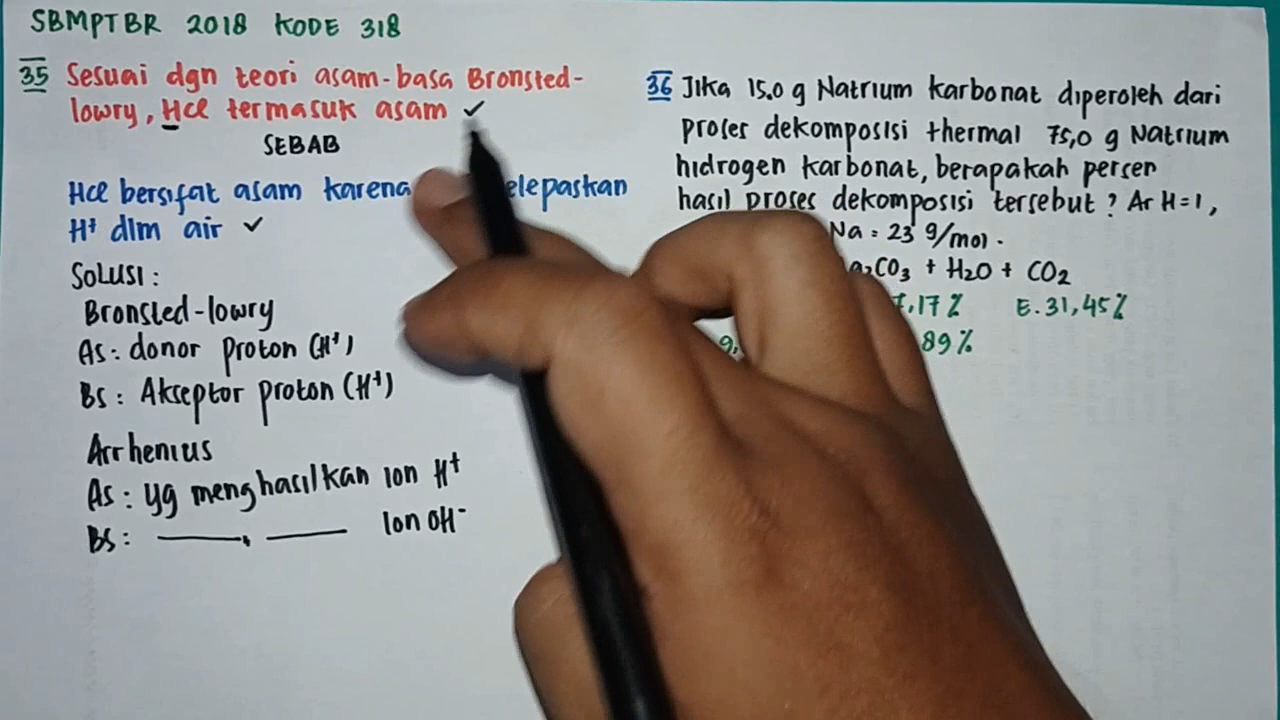 SBMPTBR 2018 KODE 318
35 Sesuai dgn teori asam-basa Bronsted-
lowry, HCl termasuk asam ✓
SEBAB
HCl bersifat asam karena elepaskan
H⁺ dlm air ✓
SOLUSI :
Bronsted-lowry
As : donor proton (H⁺)
Bs : Akseptor proton (H⁺)
Arrhenius
As : yg menghasilkan Ion H⁺
Bs : Ion OH⁻
36 Jika 15.0 g Natrium karbonat diperoleh dari
proses dekomposisi thermal 75,0 g Natrium
hidrogen karbonat, berapakah persen
hasil proses dekomposisi tersebut ? Ar H=1,
Na = 23 g/mol.
CO₃ + H₂O + CO₂
,17% E. 31,45%
89%